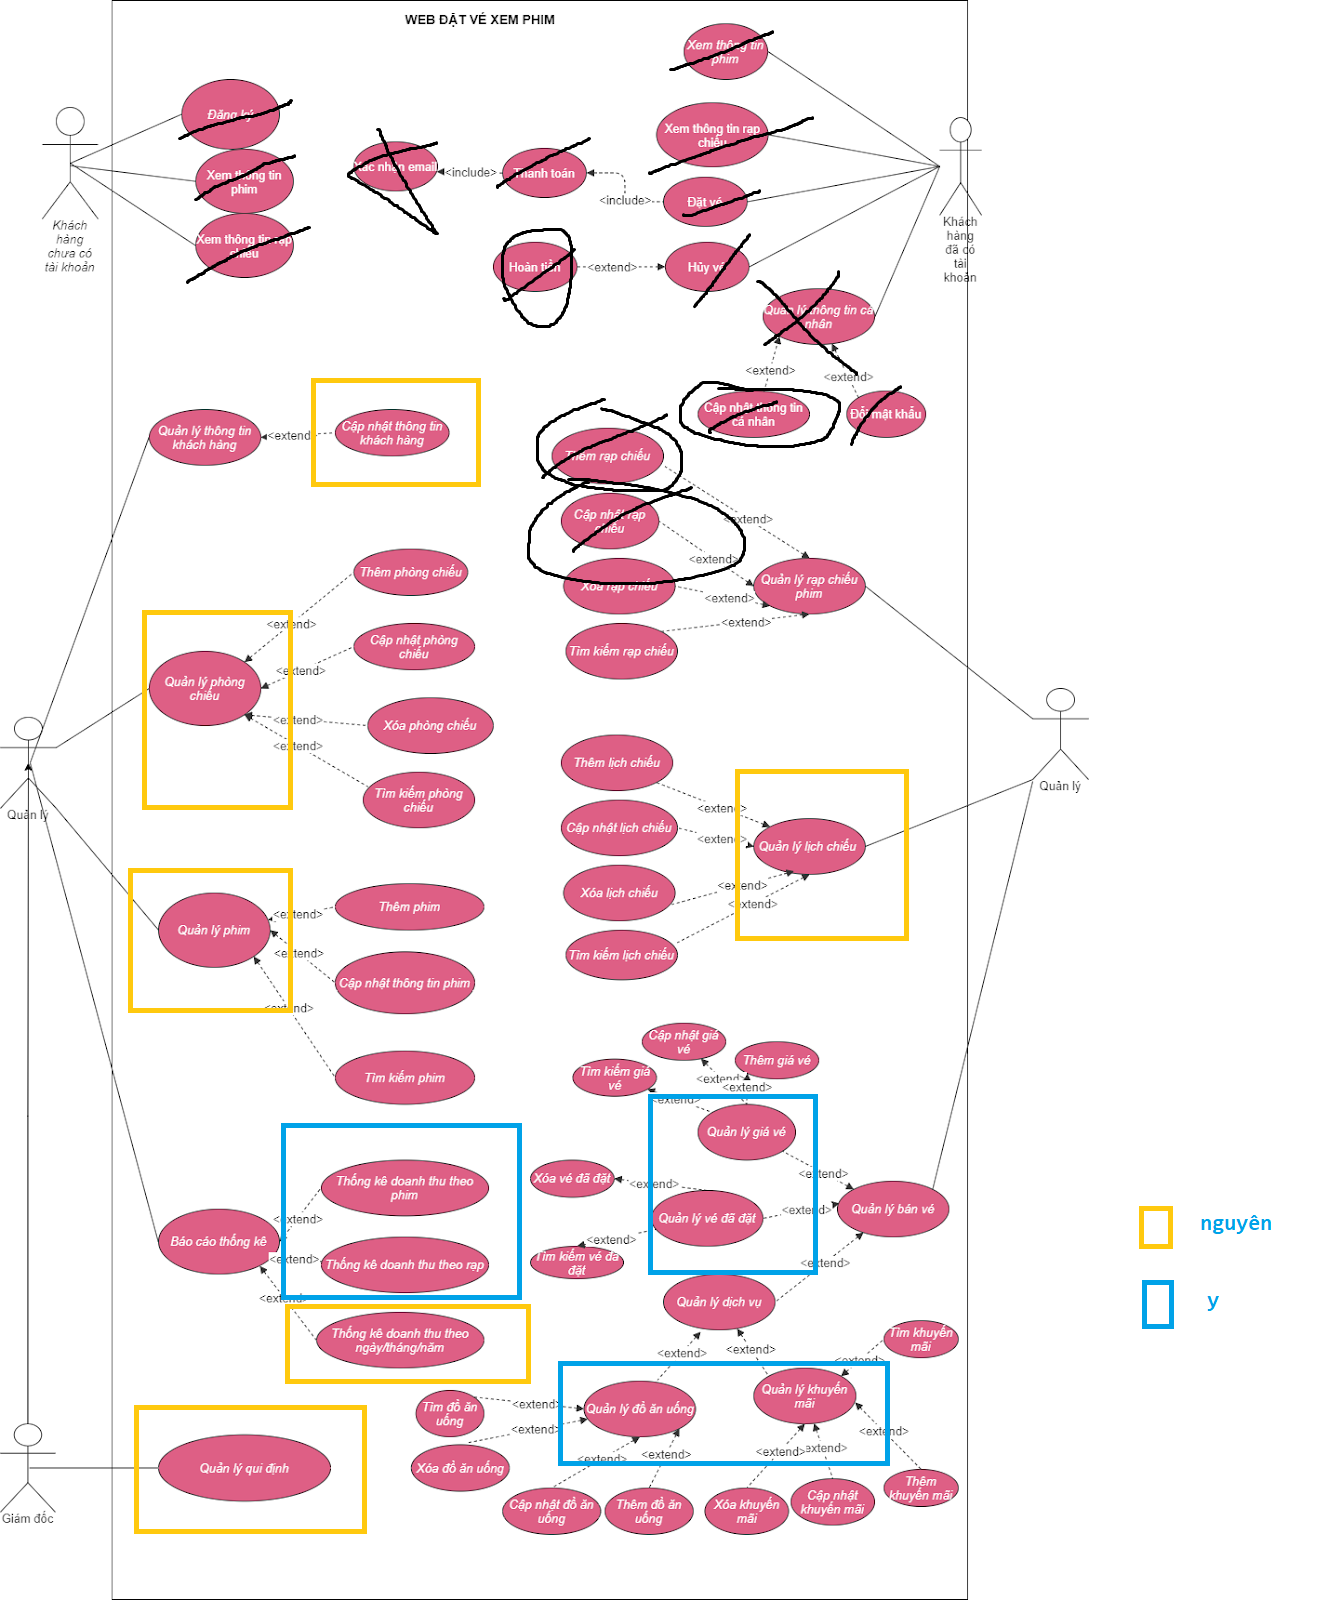 WEB ĐẶT VÉ XEM PHIM
Xem thông tin
phim
Đăng ký
Xem thông tin rạp
chiếu
Xác nhận email
<include>
Thanh toán
Xem thông tin
phim
<include>
Đặt vé
Khách
hàng
chưa có
tài khoản
Khách
hàng
đã có
tài
khoản
Xem thông tin rạp
chiếu
Hoàn tiền
<extend>
Hủy vé
Quản lý thông tin cá
nhân
<extend>
<extend>
Cập nhật thông tin
cá nhân
Đổi mật khẩu
Quản lý thông tin
khách hàng
<extend>
Cập nhật thông tin
khách hàng
Thêm rạp chiếu
<extend>
Cập nhật rạp
chiếu
<extend>
Thêm phòng chiếu
Xóa rạp chiếu
<extend>
Quản lý rạp chiếu
phim
<extend>
<extend>
Cập nhật phòng
chiếu
Tìm kiếm rạp chiếu
<extend>
Quản lý phòng
chiếu
<extend>
Xóa phòng chiếu
<extend>
Thêm lịch chiếu
Tìm kiếm phòng
chiếu
Quản lý
Quản lý
<extend>
Cập nhật lịch chiếu
<extend>
Quản lý lịch chiếu
Xóa lịch chiếu
<extend>
<extend>
Thêm phim
<extend>
Quản lý phim
<extend>
Tìm kiếm lịch chiếu
Cập nhật thông tin phim
<extend>
Cập nhật giá
vé
Thêm giá vé
Tìm kiếm giá
vé
<extend>
<extend>
<extend>
Tìm kiếm phim
Quản lý giá vé
<extend>
Thống kê doanh thu theo
phim
Xóa vé đã đặt
<extend>
<extend>
Quản lý vé đã đặt
<extend>
Quản lý bán vé
Báo cáo thống kê
<extend>
<extend>
Thống kê doanh thu theo rạp
Tìm kiếm vé đã
đặt
<extend>
<extend>
Quản lý dịch vụ
Thống kê doanh thu theo
ngày/tháng/năm
<extend>
<extend>
Tìm khuyến
mãi
<extend>
Quản lý đồ ăn uống
Quản lý khuyến
mãi
Tìm đồ ăn
uống
<extend>
<extend>
<extend>
<extend>
<extend>
<extend>
Quản lý qui định
Xóa đồ ăn uống
Cập nhật đồ ăn
uống
Thêm đồ ăn
uống
Xóa khuyến
mãi
Cập nhật
khuyến mãi
Thêm
khuyến mãi
Giám đốc
nguyên
y